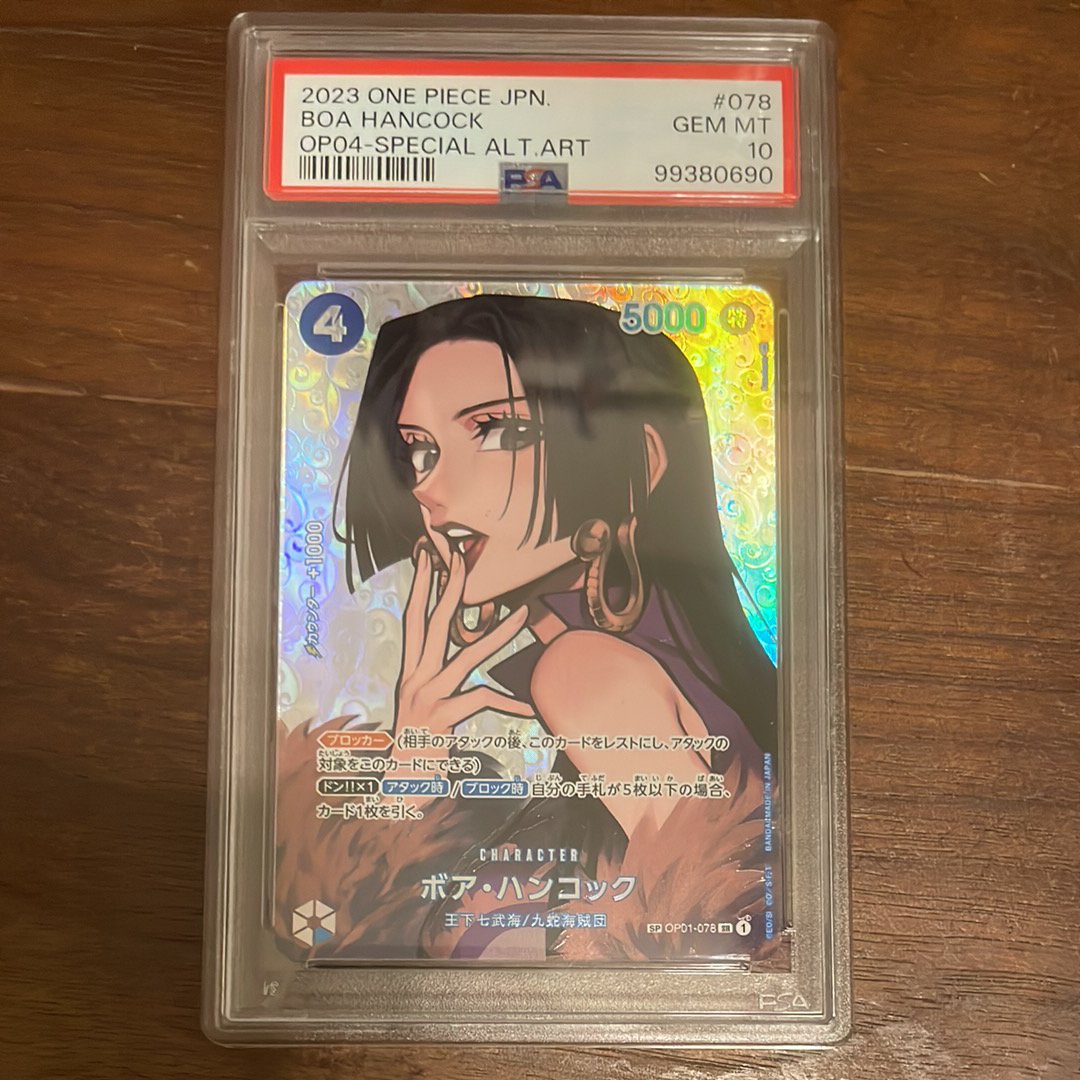 2023 ONE PIECE JPN.
#078
BOA HANCOCK
GEM MT
OP04-SPECIAL ALT.ART
10
PSA
99380690
4
5000
特
カウンター +1000
ブロッカー (相手のアタックの後、このカードをレストにし、アタックの
対象をこのカードにできる)
ドン!!×1 アタック時/ブロック時 自分の手札が5枚以下の場合、
カード1枚を引く。
CHARACTER
ボア・ハンコック
王下七武海/九蛇海賊団
SP OP01-078 SR 1
BANDAI MADE IN JAPAN
PSA